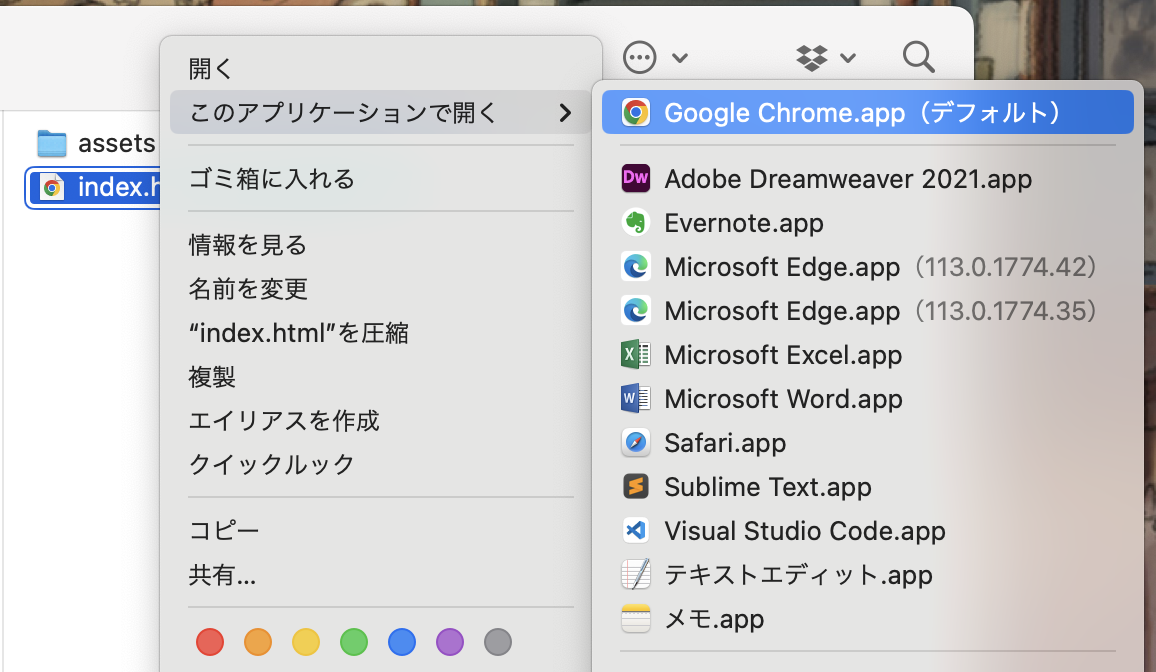 開く
このアプリケーションで開く
ゴミ箱に入れる
情報を見る
名前を変更
“index.html”を圧縮
複製
エイリアスを作成
クイックルック
コピー
共有...
assets
index.h
Google Chrome.app（デフォルト）
Dw Adobe Dreamweaver 2021.app
Evernote.app
Microsoft Edge.app（113.0.1774.42）
Microsoft Edge.app（113.0.1774.35）
X Microsoft Excel.app
W Microsoft Word.app
Safari.app
Sublime Text.app
Visual Studio Code.app
テキストエディット.app
メモ.app